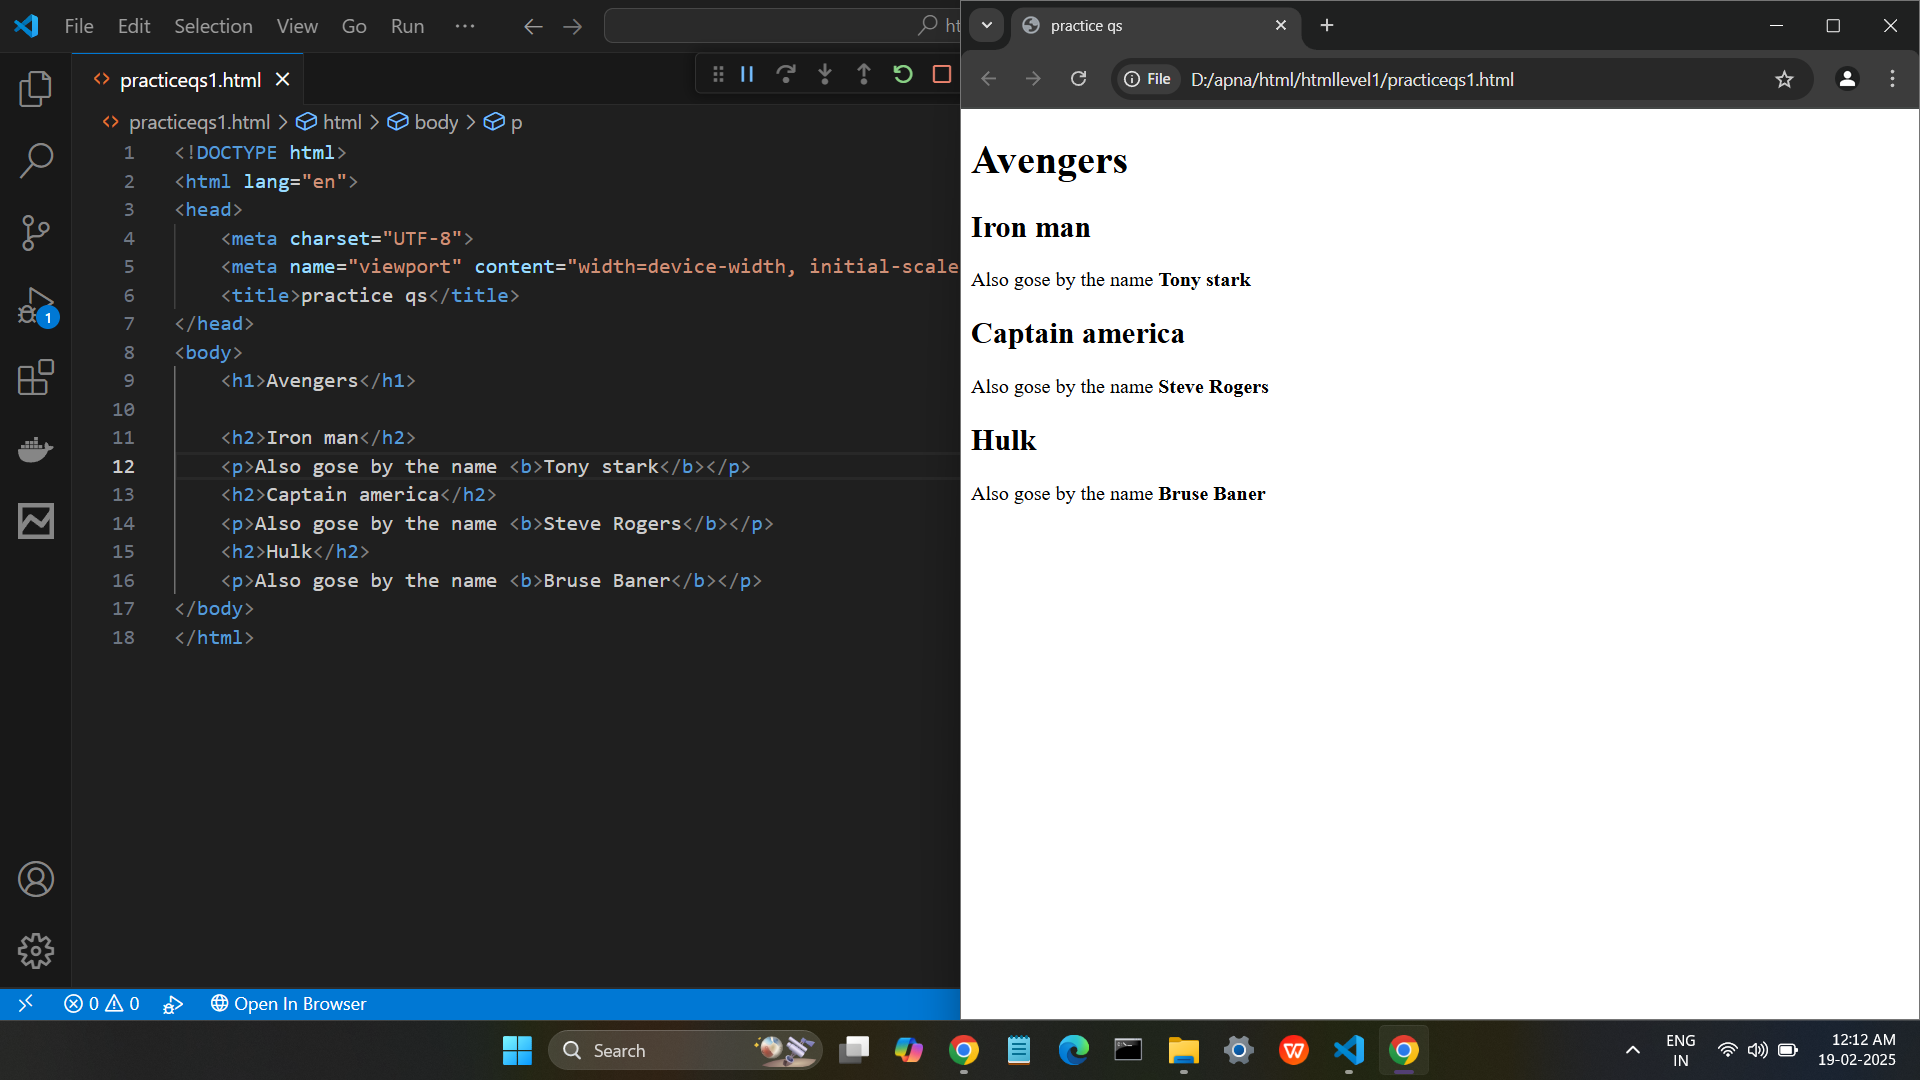 File Edit Selection View Go Run ··· ht
practiceqs1.html
practiceqs1.html > html > body > p
1 <!DOCTYPE html>
2 <html lang="en">
3 <head>
4 <meta charset="UTF-8">
5 <meta name="viewport" content="width=device-width, initial-scale
6 <title>practice qs</title>
7 </head>
8 <body>
9 <h1>Avengers</h1>
10
11 <h2>Iron man</h2>
12 <p>Also gose by the name <b>Tony stark</b></p>
13 <h2>Captain america</h2>
14 <p>Also gose by the name <b>Steve Rogers</b></p>
15 <h2>Hulk</h2>
16 <p>Also gose by the name <b>Bruse Baner</b></p>
17 </body>
18 </html>
1
0 0 Open In Browser
practice qs
File D:/apna/html/htmllevel1/practiceqs1.html
Avengers
Iron man
Also gose by the name Tony stark
Captain america
Also gose by the name Steve Rogers
Hulk
Also gose by the name Bruse Baner
Search
W
ENG
IN
12:12 AM
19-02-2025